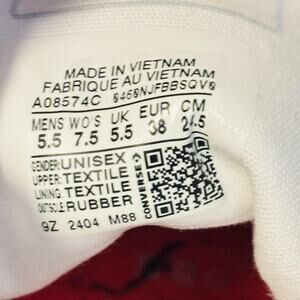 MADE IN VIETNAM
FABRIQUE AU VIETNAM
A08574C 0460NJFBBSQV0
MENS WO'S UK EUR CM
5.5 7.5 5.5 38 24.5
GENDER: UNISEX
UPPER: TEXTILE
LINING: TEXTILE
OUTSOLE: RUBBER
CONVERSE
9Z 2404 M88